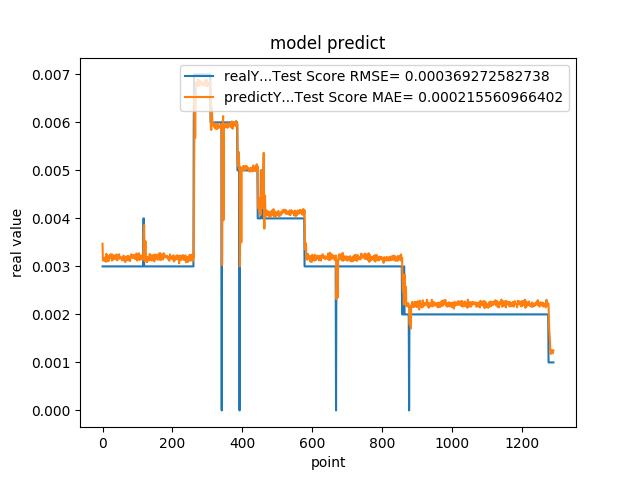 model predict
realY...Test Score RMSE= 0.000369272582738
predictY...Test Score MAE= 0.000215560966402
real value
0.007
0.006
0.005
0.004
0.003
0.002
0.001
0.000
0 200 400 600 800 1000 1200
point